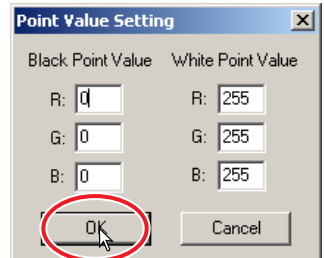 Point Value Setting
Black Point Value White Point Value
R: 0 R: 255
G: 0 G: 255
B: 0 B: 255
OK Cancel